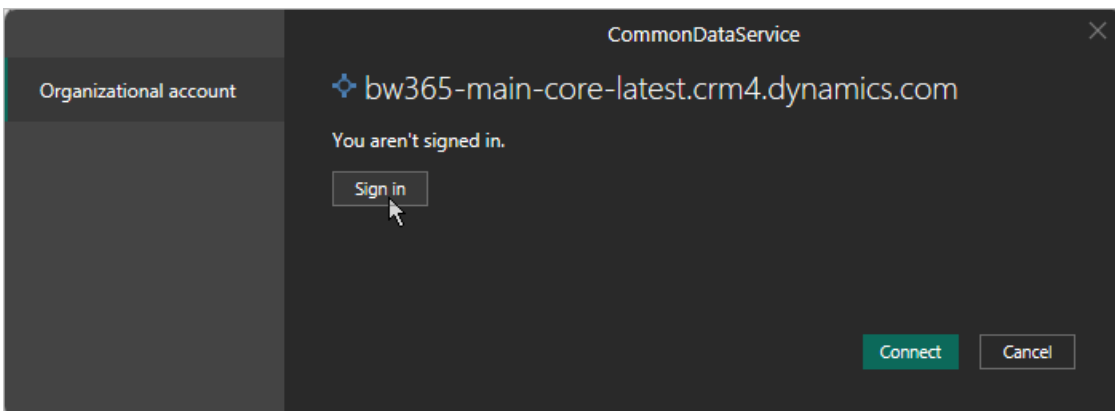 CommonDataService
Organizational account
bw365-main-core-latest.crm4.dynamics.com
You aren't signed in.
Sign in
Connect
Cancel